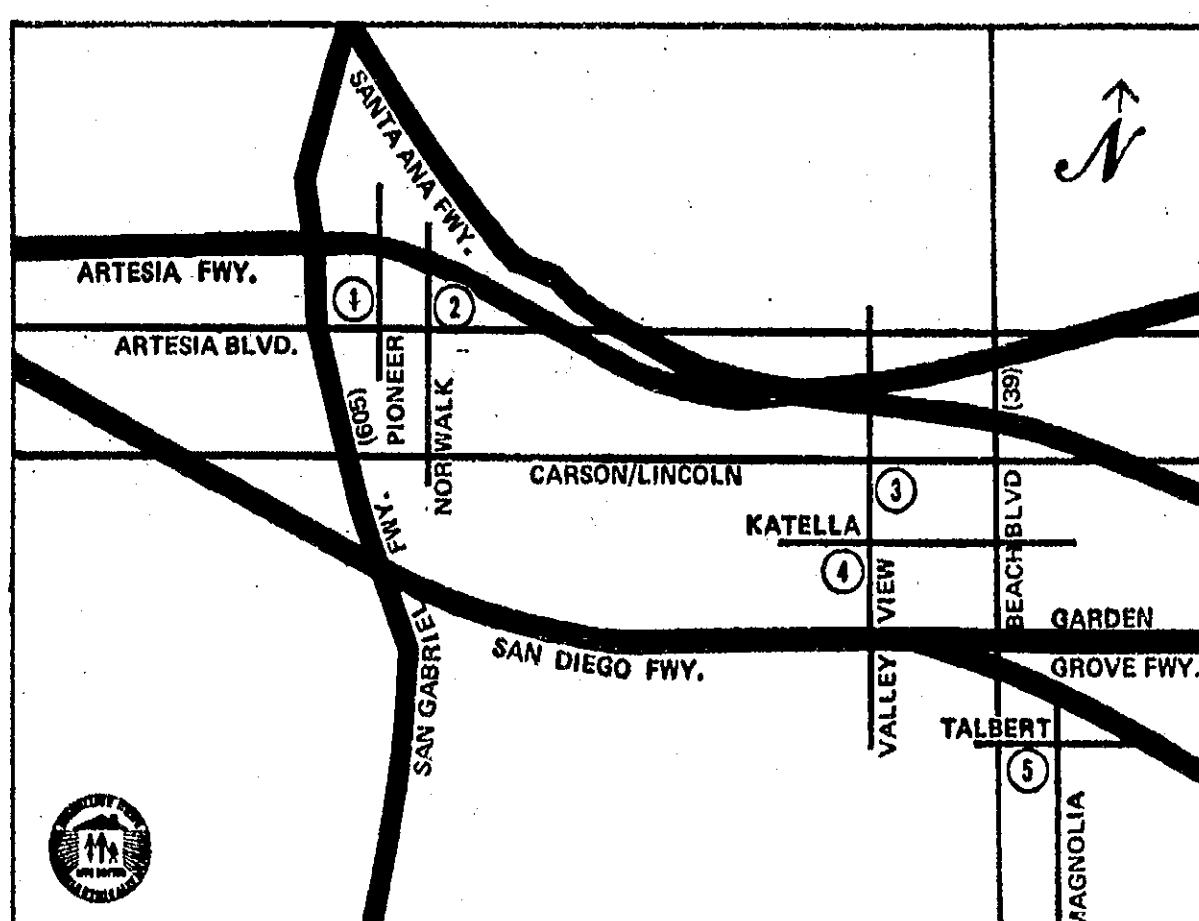 N
SANTA ANA FWY.
ARTESIA FWY.
1
2
ARTESIA BLVD.
PIONEER
(605)
NORWALK
(39)
CARSON/LINCOLN
3
KATELLA
4
FWY.
VALLEY VIEW
BEACH BLVD
SAN GABRIEL
SAN DIEGO FWY.
GARDEN
GROVE FWY.
TALBERT
5
MAGNOLIA